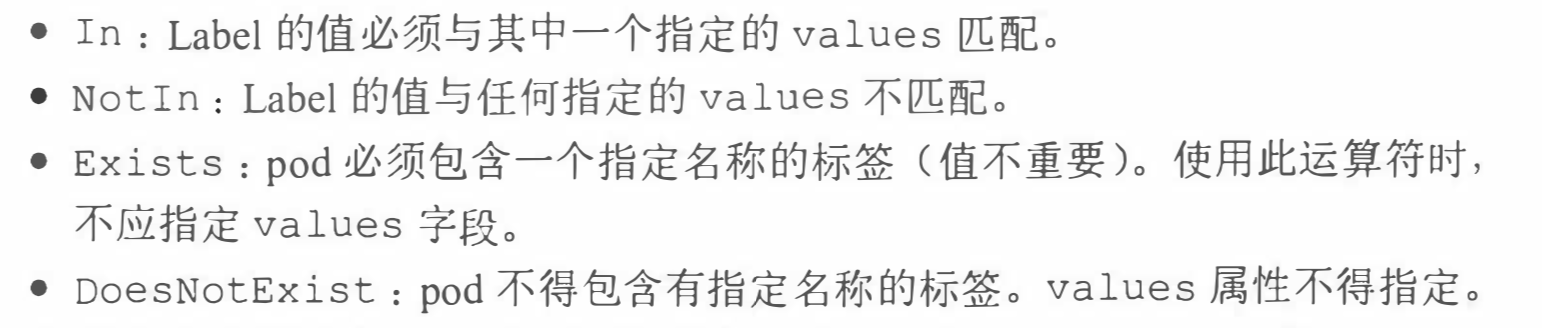 • In：Label 的值必须与其中一个指定的 values 匹配。
• NotIn：Label 的值与任何指定的 values 不匹配。
• Exists：pod 必须包含一个指定名称的标签（值不重要）。使用此运算符时，
不应指定 values 字段。
• DoesNotExist：pod 不得包含有指定名称的标签。values 属性不得指定。